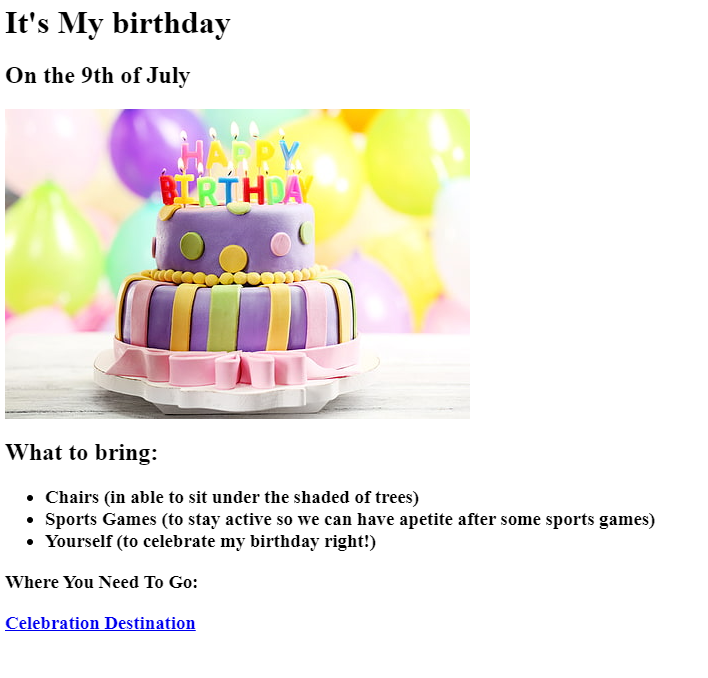 It's My birthday
On the 9th of July
HAPPY
BIRTHDAY
What to bring:
Chairs (in able to sit under the shaded of trees)
Sports Games (to stay active so we can have apetite after some sports games)
Yourself (to celebrate my birthday right!)
Where You Need To Go:
Celebration Destination